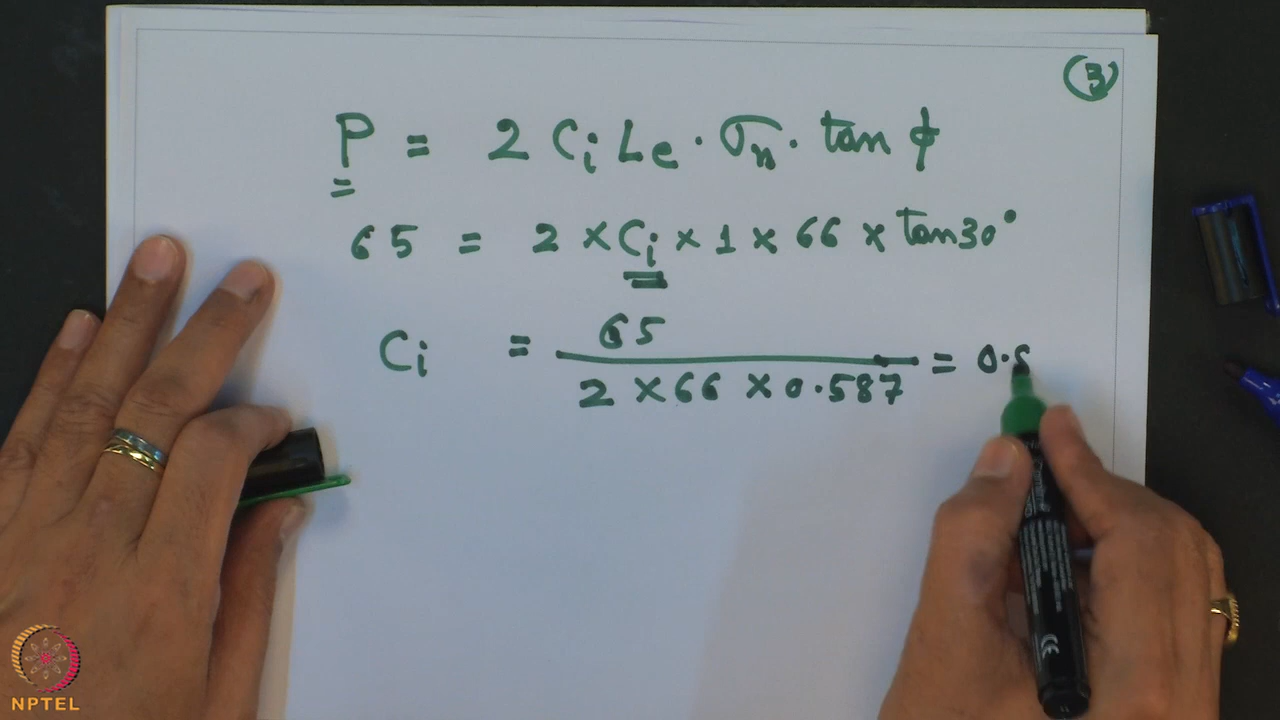 (3)
P = 2 Ci Le · σn · tan φ
65 = 2 × Ci × 1 × 66 × tan30°
Ci = 65 / 2 × 66 × 0.587 = 0.
NPTEL